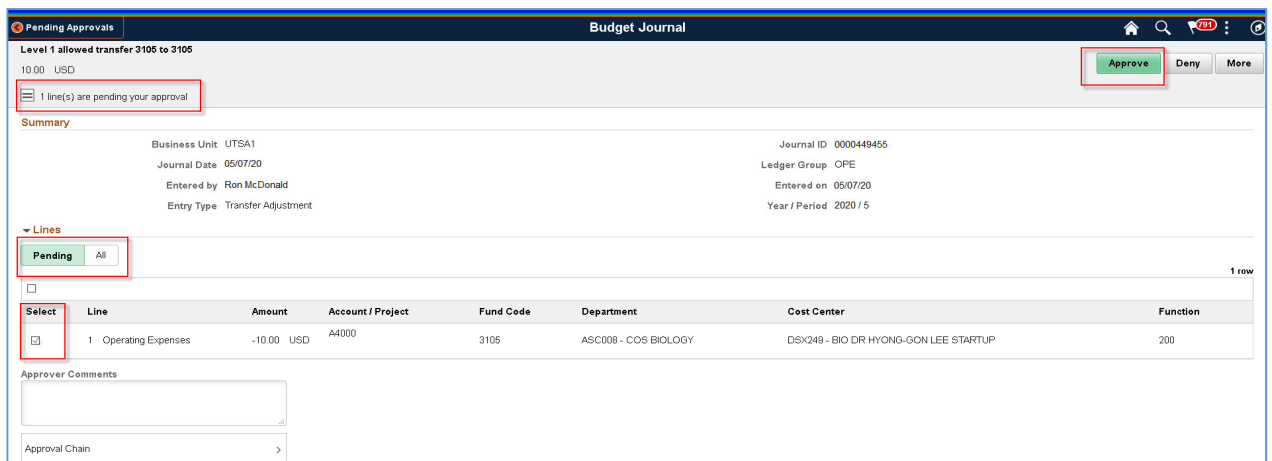 Pending Approvals Budget Journal 791
Level 1 allowed transfer 3105 to 3105
10.00 USD
Approve Deny More
1 line(s) are pending your approval
Summary
Business Unit UTSA1 Journal ID 0000449455
Journal Date 05/07/20 Ledger Group OPE
Entered by Ron McDonald Entered on 05/07/20
Entry Type Transfer Adjustment Year / Period 2020 / 5
Lines
Pending All
1 row
Select Line Amount Account / Project Fund Code Department Cost Center Function
1 Operating Expenses -10.00 USD A4000 3105 ASC008 - COS BIOLOGY DSX249 - BIO DR HYONG-GON LEE STARTUP 200
Approver Comments
Approval Chain